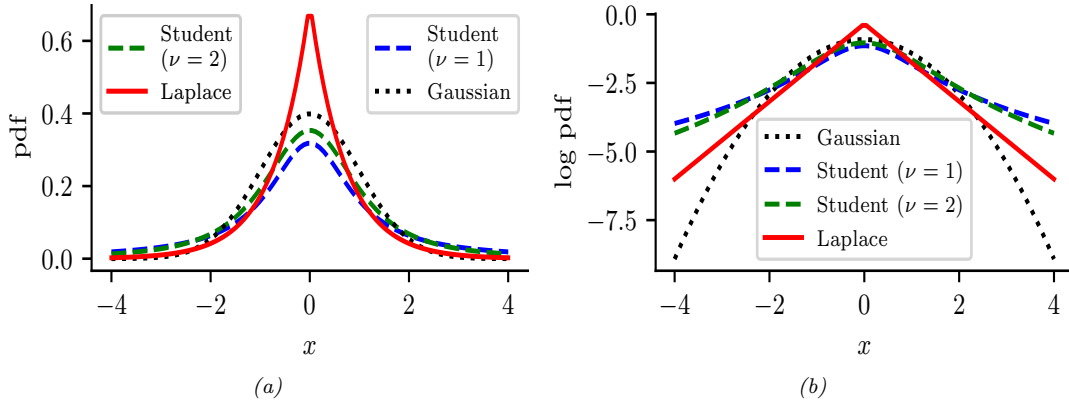 pdf
0.6
0.4
0.2
0.0
Student
(ν = 2)
Laplace
Student
(ν = 1)
Gaussian
−4
−2
0
2
4
x
(a)
log pdf
0.0
−2.5
−5.0
−7.5
Gaussian
Student (ν = 1)
Student (ν = 2)
Laplace
−4
−2
0
2
4
x
(b)